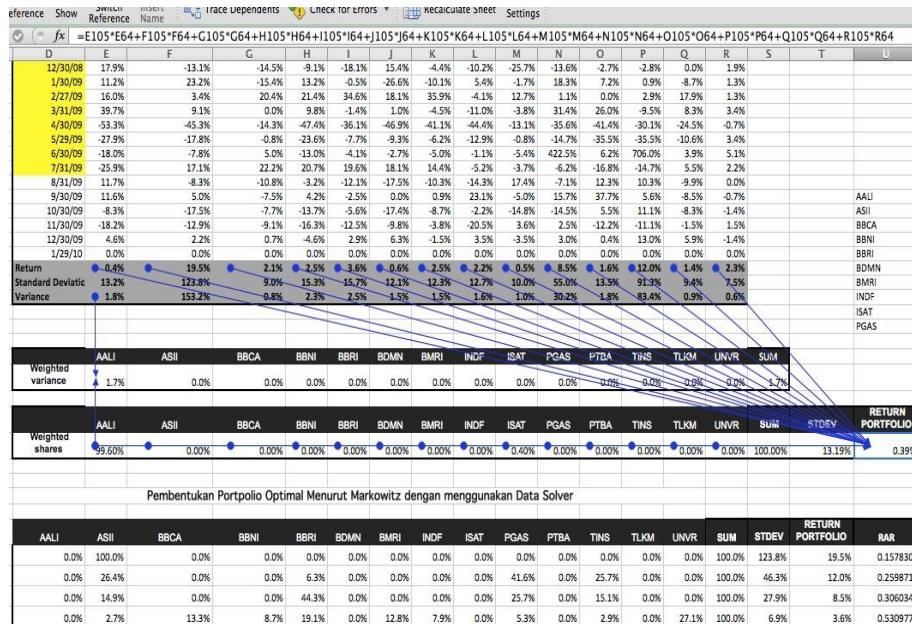 eference Show Switch Reference Insert Name Trace Dependents Check for Errors Recalculate Sheet Settings
fx =E105*E64+F105*F64+G105*G64+H105*H64+I105*I64+J105*J64+K105*K64+L105*L64+M105*M64+N105*N64+O105*O64+P105*P64+Q105*Q64+R105*R64
D E F G H I J K L M N O P Q R S T U
12/30/08 17.9% -13.1% -14.5% -9.1% -18.1% 15.4% -4.4% -10.2% -25.7% -13.6% -2.7% -2.8% 0.0% 1.9%
1/30/09 11.2% 23.2% -15.4% 13.2% -0.5% -26.6% -10.1% 5.4% -1.7% 18.3% 7.2% 0.9% -8.7% 1.3%
2/27/09 16.0% 3.4% 20.4% 21.4% 34.6% 18.1% 35.9% -4.1% 12.7% 1.1% 0.0% 2.9% 17.9% 1.3%
3/31/09 39.7% 9.1% 0.0% 9.8% -1.4% 1.0% -4.5% -11.0% -3.8% 31.4% 26.0% -9.5% 8.3% 3.4%
4/30/09 -53.3% -45.3% -14.3% -47.4% -36.1% -46.9% -41.1% -44.4% -13.1% -35.6% -41.4% -30.1% -24.5% -0.7%
5/29/09 -27.9% -17.8% -0.8% -23.6% -7.7% -9.3% -6.2% -12.9% -0.8% -14.7% -35.5% -35.5% -10.6% 3.4%
6/30/09 -18.0% -7.8% 5.0% -13.0% -4.1% -2.7% -5.0% -1.1% -5.4% 422.5% 6.2% 706.0% 3.9% 5.1%
7/31/09 -25.9% 17.1% 22.2% 20.7% 19.6% 18.1% 14.4% -5.2% -3.7% -6.2% -16.8% -14.7% 5.5% 2.2%
8/31/09 11.7% -8.3% -10.8% -3.2% -12.1% -17.5% -10.3% -14.3% 17.4% -7.1% 12.3% 10.3% -9.9% 0.0%
9/30/09 11.6% 5.0% -7.5% 4.2% -2.5% 0.0% 0.9% 23.1% -5.0% 15.7% 37.7% 5.6% -8.5% -0.7% AALI
10/30/09 -8.3% -17.5% -7.7% -13.7% -5.6% -17.4% -8.7% -2.2% -14.8% -14.5% 5.5% 11.1% -8.3% -1.4% ASII
11/30/09 -18.2% -12.9% -9.1% -16.3% -12.5% -9.8% -3.8% -20.5% 3.6% 2.5% -12.2% -11.1% -1.5% 1.5% BBCA
12/30/09 4.6% 2.2% 0.7% -4.6% 2.9% 6.3% -1.5% 3.5% -3.5% 3.0% 0.4% 13.0% 5.9% -1.4% BBNI
1/29/10 0.0% 0.0% 0.0% 0.0% 0.0% 0.0% 0.0% 0.0% 0.0% 0.0% 0.0% 0.0% 0.0% 0.0% BBRI
Return 0.4% 19.5% 2.1% 2.5% 3.6% 0.6% 2.5% 2.2% 0.5% 8.5% 1.6% 12.0% 1.4% 2.3% BDMN
Standard Deviatic 13.2% 123.8% 9.0% 15.3% 15.7% 12.1% 12.3% 12.7% 10.0% 55.0% 13.5% 91.3% 9.4% 7.5% BMRI
Variance 1.8% 153.2% 0.8% 2.3% 2.5% 1.5% 1.5% 1.6% 1.0% 30.2% 1.8% 83.4% 0.9% 0.6% INDF
ISAT
PGAS
AALI ASII BBCA BBNI BBRI BDMN BMRI INDF ISAT PGAS PTBA TINS TLKM UNVR SUM
Weighted variance 1.7% 0.0% 0.0% 0.0% 0.0% 0.0% 0.0% 0.0% 0.0% 0.0% 0.0% 0.0% 0.0% 0.0% 1.7%
AALI ASII BBCA BBNI BBRI BDMN BMRI INDF ISAT PGAS PTBA TINS TLKM UNVR SUM STDEV RETURN PORTFOLIO
Weighted shares 99.60% 0.00% 0.00% 0.00% 0.00% 0.00% 0.00% 0.00% 0.40% 0.00% 0.00% 0.00% 0.00% 0.00% 100.00% 13.19% 0.39%
Pembentukan Portpolio Optimal Menurut Markowitz dengan menggunakan Data Solver
AALI ASII BBCA BBNI BBRI BDMN BMRI INDF ISAT PGAS PTBA TINS TLKM UNVR SUM STDEV RETURN PORTFOLIO RAR
0.0% 100.0% 0.0% 0.0% 0.0% 0.0% 0.0% 0.0% 0.0% 0.0% 0.0% 0.0% 0.0% 0.0% 100.0% 123.8% 19.5% 0.157830
0.0% 26.4% 0.0% 0.0% 6.3% 0.0% 0.0% 0.0% 0.0% 41.6% 0.0% 25.7% 0.0% 0.0% 100.0% 46.3% 12.0% 0.259871
0.0% 14.9% 0.0% 0.0% 44.3% 0.0% 0.0% 0.0% 0.0% 25.7% 0.0% 15.1% 0.0% 0.0% 100.0% 27.9% 8.5% 0.306034
0.0% 2.7% 13.3% 8.7% 19.1% 0.0% 12.8% 7.9% 0.0% 5.3% 0.0% 2.9% 0.0% 27.1% 100.0% 6.9% 3.6% 0.530977